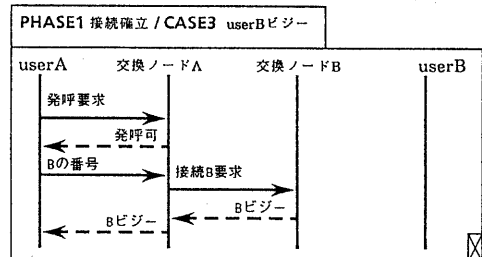 PHASE1 接続確立 / CASE3 userBビジー
userA 交換ノードA 交換ノードB userB
発呼要求
発呼可
Bの番号
接続B要求
Bビジー
Bビジー